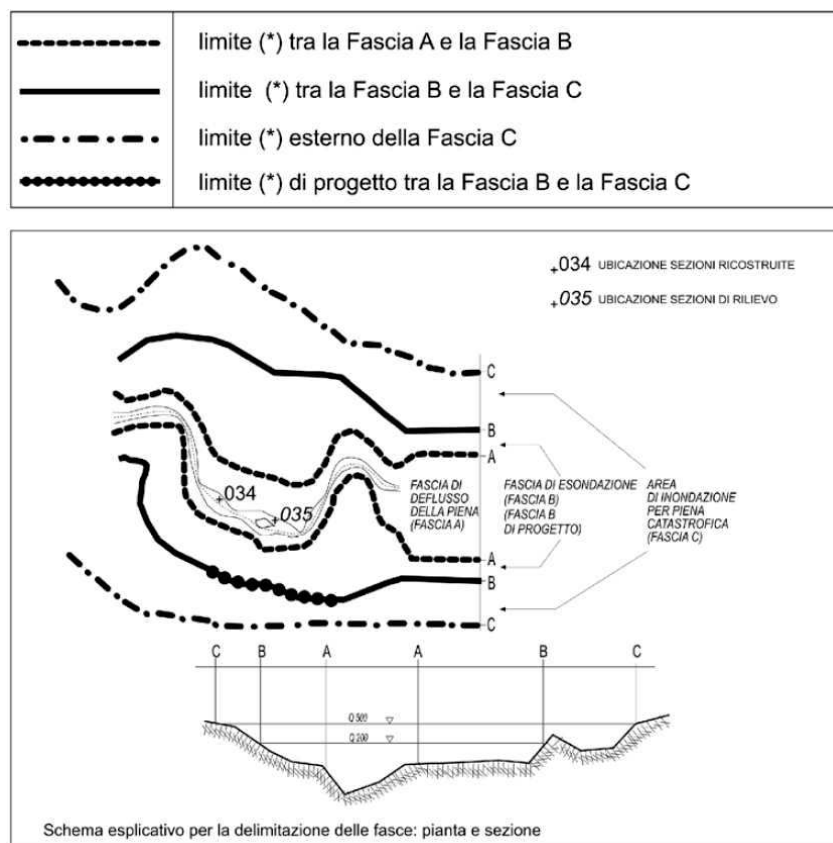 limite (*) tra la Fascia A e la Fascia B
limite (*) tra la Fascia B e la Fascia C
limite (*) esterno della Fascia C
limite (*) di progetto tra la Fascia B e la Fascia C
+034 UBICAZIONE SEZIONI RICOSTRUITE
+035 UBICAZIONE SEZIONI DI RILIEVO
C
B
A
+034
+035
FASCIA DI
DEFLUSSO
DELLA PIENA
(FASCIA A)
FASCIA DI ESONDAZIONE
(FASCIA B)
(FASCIA B
DI PROGETTO)
AREA
DI INONDAZIONE
PER PIENA
CATASTROFICA
(FASCIA C)
A
B
C
C B A A B C
Q 500
Q 200
Schema esplicativo per la delimitazione delle fasce: pianta e sezione